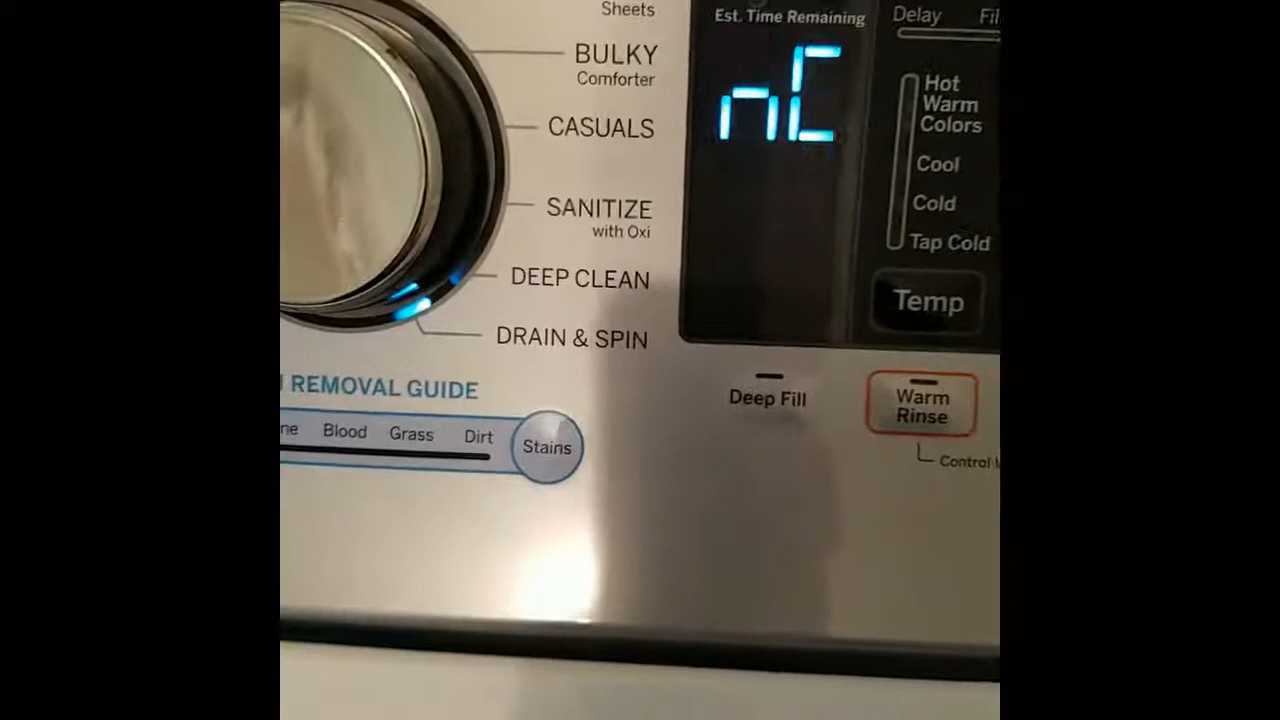 Sheets
BULKY
Comforter
CASUALS
SANITIZE
with Oxi
DEEP CLEAN
DRAIN & SPIN
REMOVAL GUIDE
Blood Grass Dirt
Stains
Est. Time Remaining
nC
Delay
Hot
Warm
Colors
Cool
Cold
Tap Cold
Temp
Deep Fill
Warm
Rinse
Control